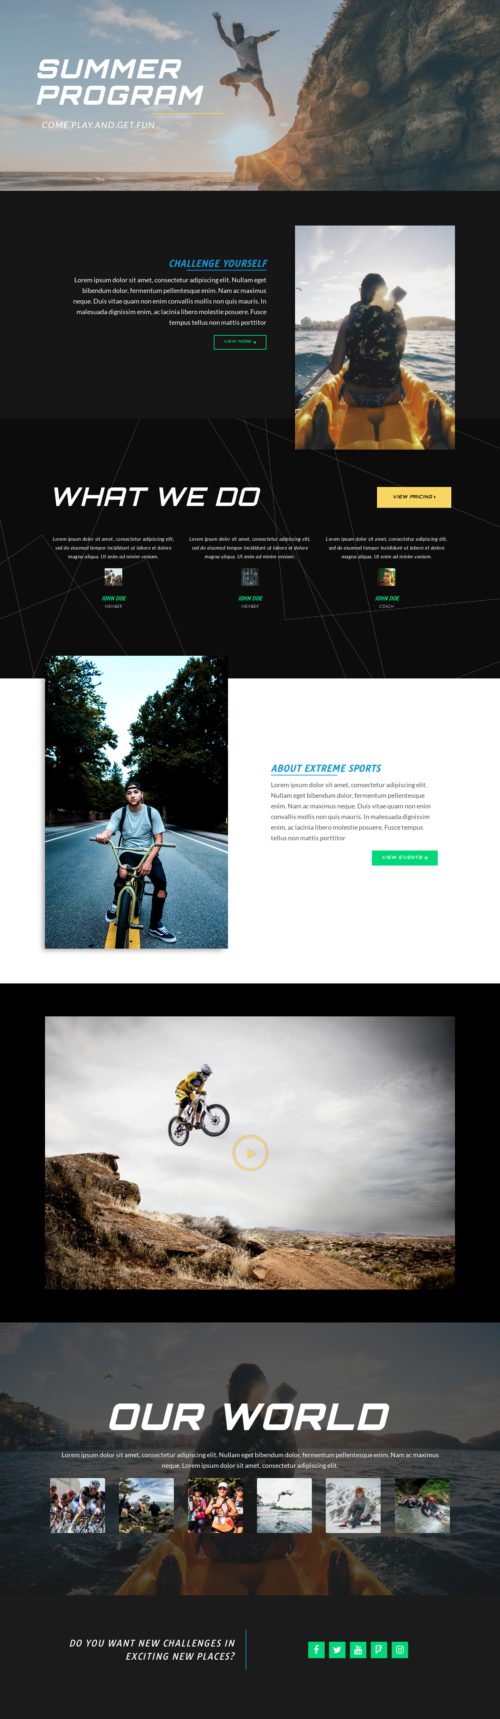 SUMMER
PROGRAM
COME.PLAY.AND.GET.FUN
CHALLENGE YOURSELF
Lorem ipsum dolor sit amet, consectetur adipiscing elit. Nullam eget
bibendum dolor, fermentum pellentesque enim. Nam ac maximus
neque. Duis vitae quam non enim convallis mollis non quis mauris. In
malesuada dignissim enim, ac lacinia libero molestie posuere. Fusce
tempus tellus non mattis porttitor
VIEW MORE
WHAT WE DO
VIEW PRICING
Lorem ipsum dolor sit amet, consectetur adipiscing elit,
sed do eiusmod tempor incididunt ut labore et dolore
magna aliqua. Ut enim ad minim veniam.
JOHN DOE
MEMBER
Lorem ipsum dolor sit amet, consectetur adipiscing elit,
sed do eiusmod tempor incididunt ut labore et dolore
magna aliqua. Ut enim ad minim veniam.
JOHN DOE
MEMBER
Lorem ipsum dolor sit amet, consectetur adipiscing elit,
sed do eiusmod tempor incididunt ut labore et dolore
magna aliqua. Ut enim ad minim veniam.
JOHN DOE
COACH
ABOUT EXTREME SPORTS
Lorem ipsum dolor sit amet, consectetur adipiscing elit.
Nullam eget bibendum dolor, fermentum pellentesque
enim. Nam ac maximus neque. Duis vitae quam non enim
convallis mollis non quis mauris. In malesuada dignissim
enim, ac lacinia libero molestie posuere. Fusce tempus
tellus non mattis porttitor
VIEW EVENTS
OUR WORLD
Lorem ipsum dolor sit amet, consectetur adipiscing elit. Nullam eget bibendum dolor, fermentum pellentesque enim. Nam ac maximus
neque. Lorem ipsum dolor sit amet, consectetur adipiscing elit.
DO YOU WANT NEW CHALLENGES IN
EXCITING NEW PLACES?